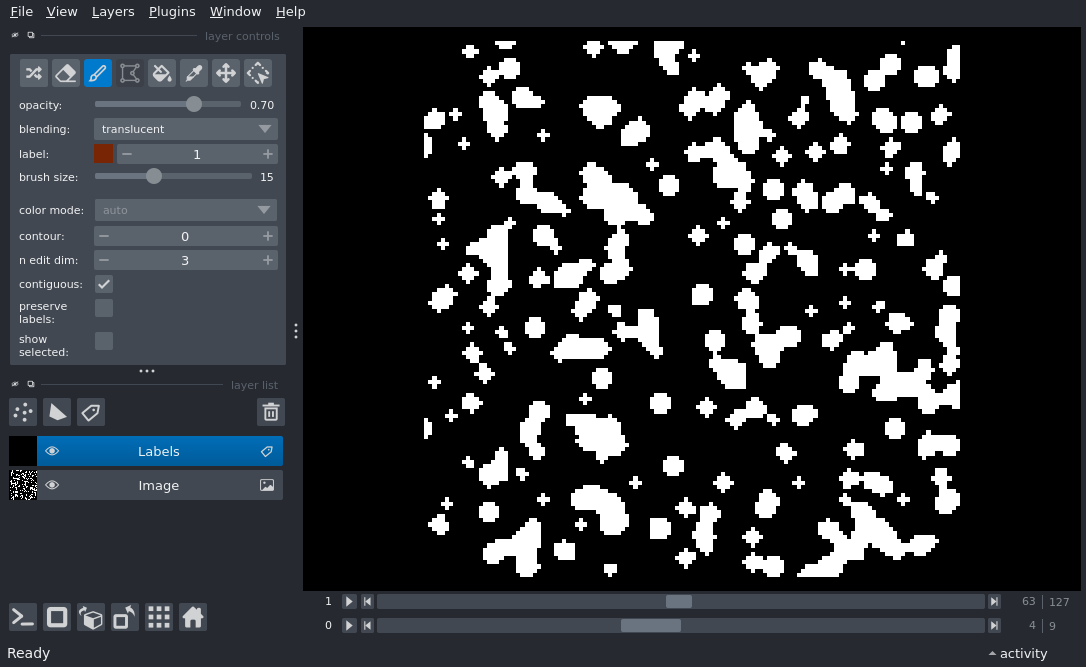 File View Layers Plugins Window Help
layer controls
opacity: 0.70
blending: translucent
label: 1
brush size: 15
color mode: auto
contour: 0
n edit dim: 3
contiguous:
preserve
labels:
show
selected:
layer list
Labels
Image
1 63 127
0 4 9
Ready activity